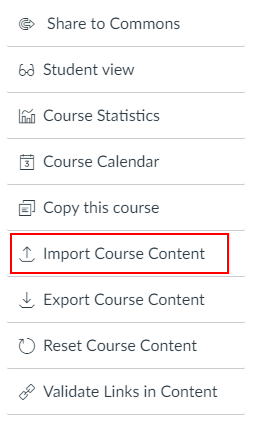 Share to Commons
Student view
Course Statistics
3 Course Calendar
Copy this course
Import Course Content
Export Course Content
Reset Course Content
Validate Links in Content